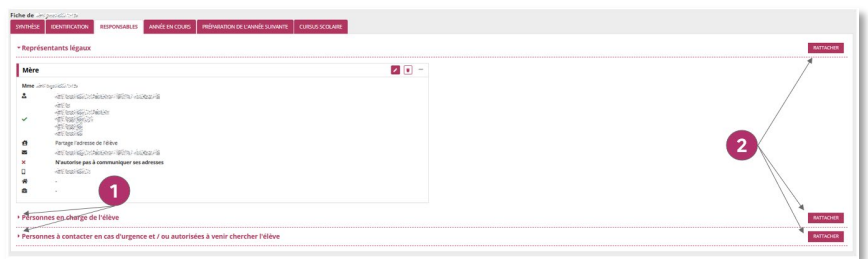 Fiche de
SYNTHÈSE IDENTIFICATION RESPONSABLES ANNÉE EN COURS PRÉPARATION DE L'ANNÉE SUIVANTE CURSUS SCOLAIRE
Représentants légaux RATTACHER
Mère
Mme
Partage l'adresse de l'élève
N'autorise pas à communiquer ses adresses
-
-
1
2
Personnes en charge de l'élève RATTACHER
Personnes à contacter en cas d'urgence et / ou autorisées à venir chercher l'élève RATTACHER